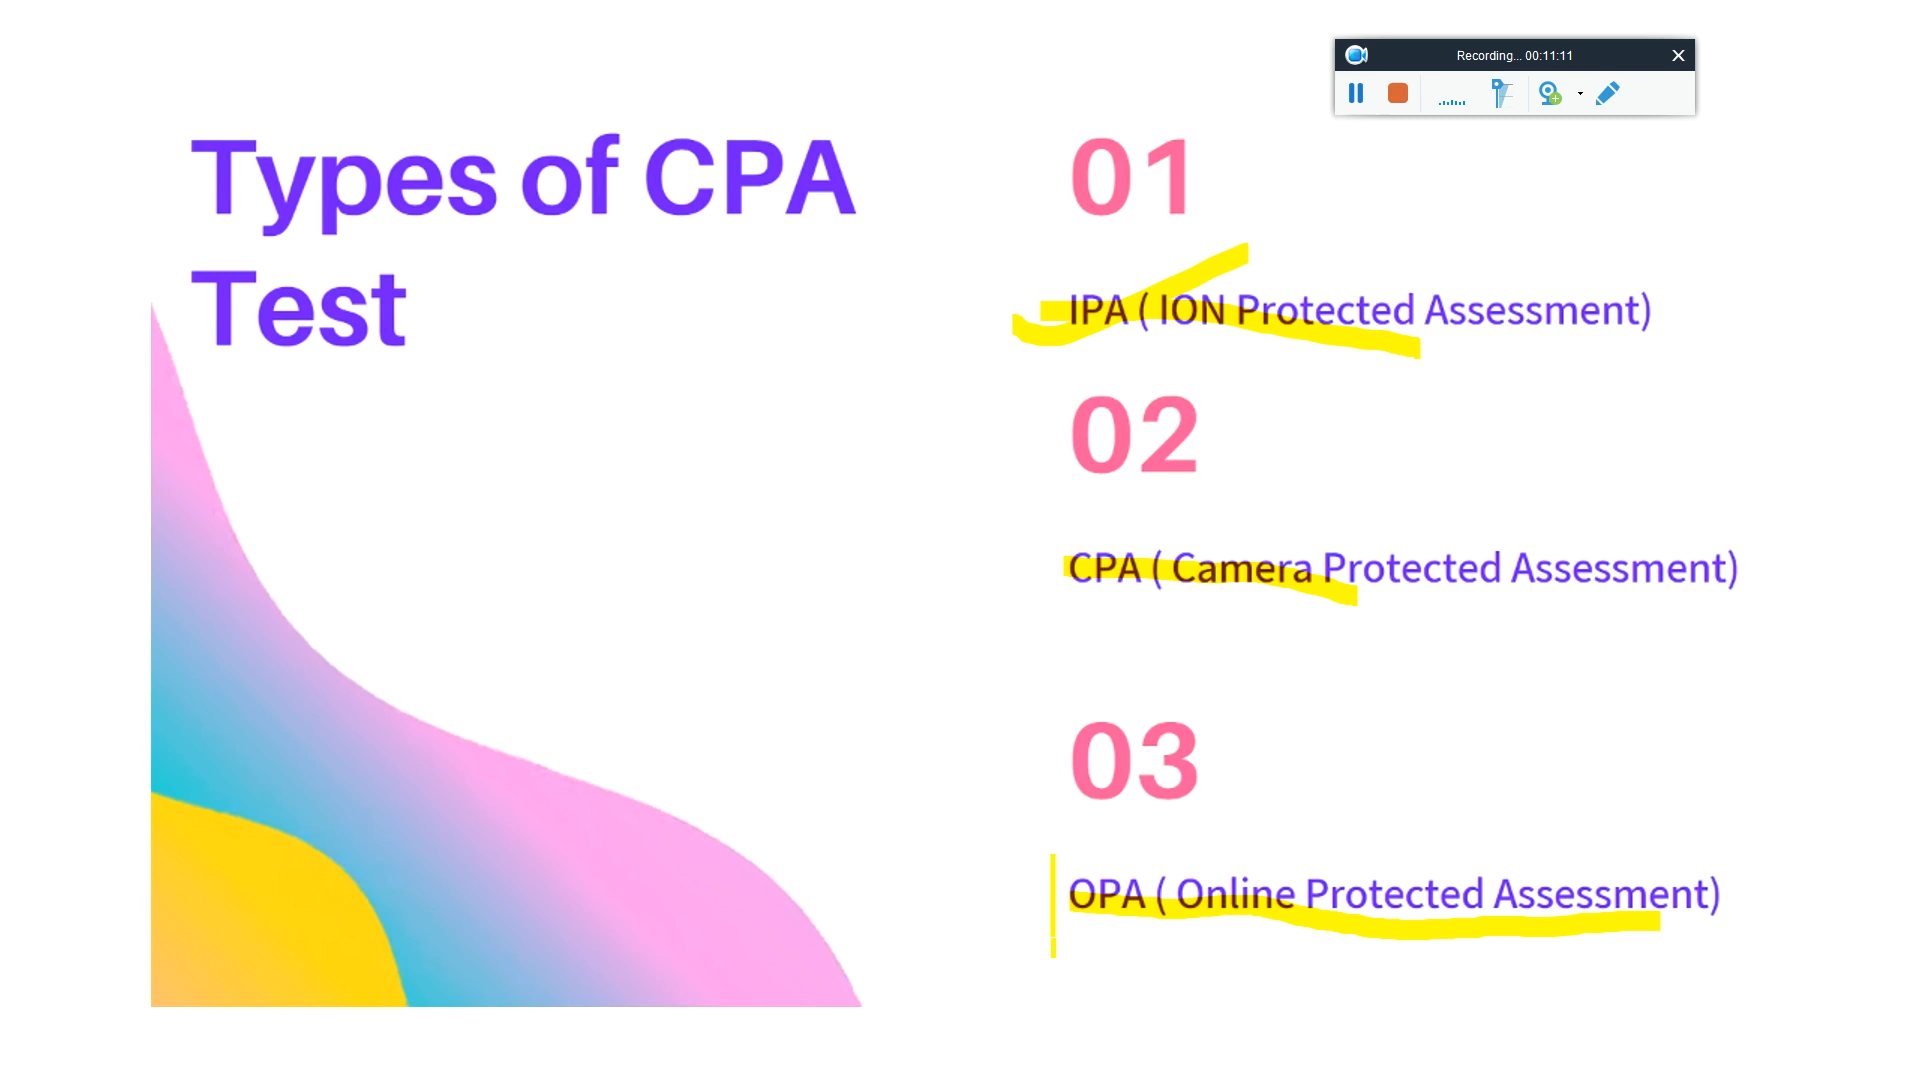 Recording... 00:11:11
Types of CPA
Test
01
IPA ( ION Protected Assessment)
02
CPA ( Camera Protected Assessment)
03
OPA ( Online Protected Assessment)